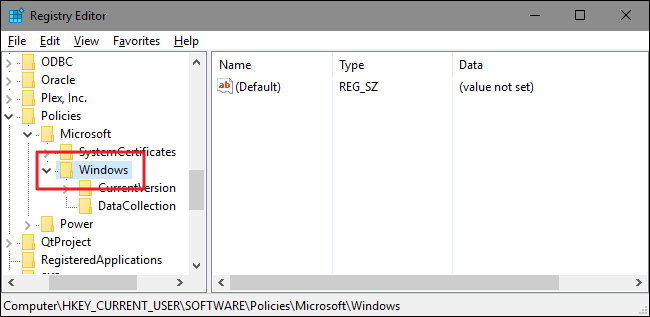 Registry Editor
File Edit View Favorites Help
ODBC
Oracle
Plex, Inc.
Policies
Microsoft
SystemCertificates
Windows
CurrentVersion
DataCollection
Power
QtProject
RegisteredApplications
Name Type Data
ab (Default) REG_SZ (value not set)
Computer\HKEY_CURRENT_USER\SOFTWARE\Policies\Microsoft\Windows